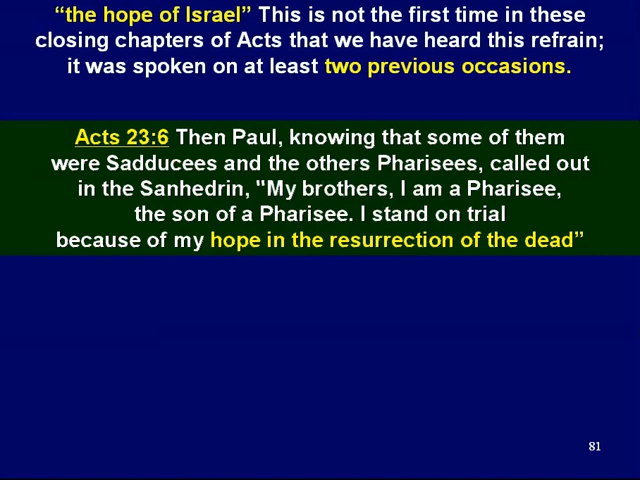 “the hope of Israel” This is not the first time in these
closing chapters of Acts that we have heard this refrain;
it was spoken on at least two previous occasions.
Acts 23:6 Then Paul, knowing that some of them
were Sadducees and the others Pharisees, called out
in the Sanhedrin, "My brothers, I am a Pharisee,
the son of a Pharisee. I stand on trial
because of my hope in the resurrection of the dead”
81